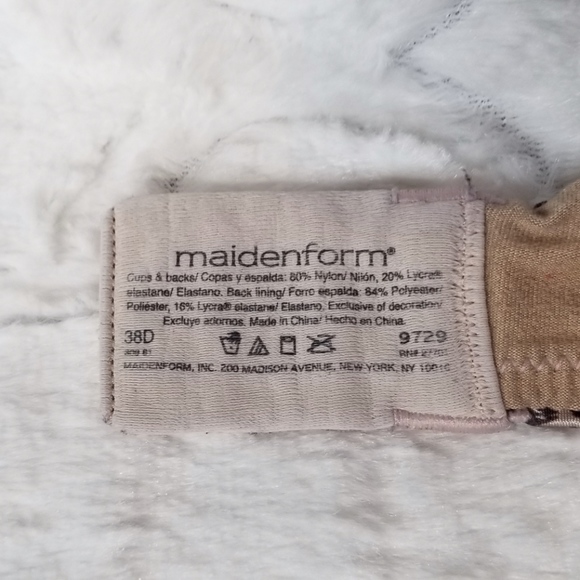 maidenform®
Cups & backs/ Copas y espalda: 80% Nylon/ Nilón, 20% Lycra®
elastane/ Elastano. Back lining/ Forro espalda: 84% Polyester/
Poliéster, 16% Lycra® elastane/ Elastano. Exclusive of decoration/
Excluye adornos. Made in China/ Hecho en China.
38D 9729
RN#
MAIDENFORM, INC. 200 MADISON AVENUE, NEW YORK, NY 10016